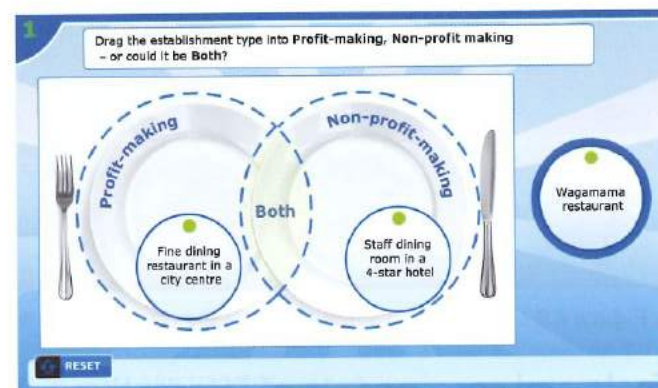 1
Drag the establishment type into Profit-making, Non-profit making
– or could it be Both?
Profit-making
Non-profit-making
Both
Fine dining
restaurant in a
city centre
Staff dining
room in a
4-star hotel
Wagamama
restaurant
RESET